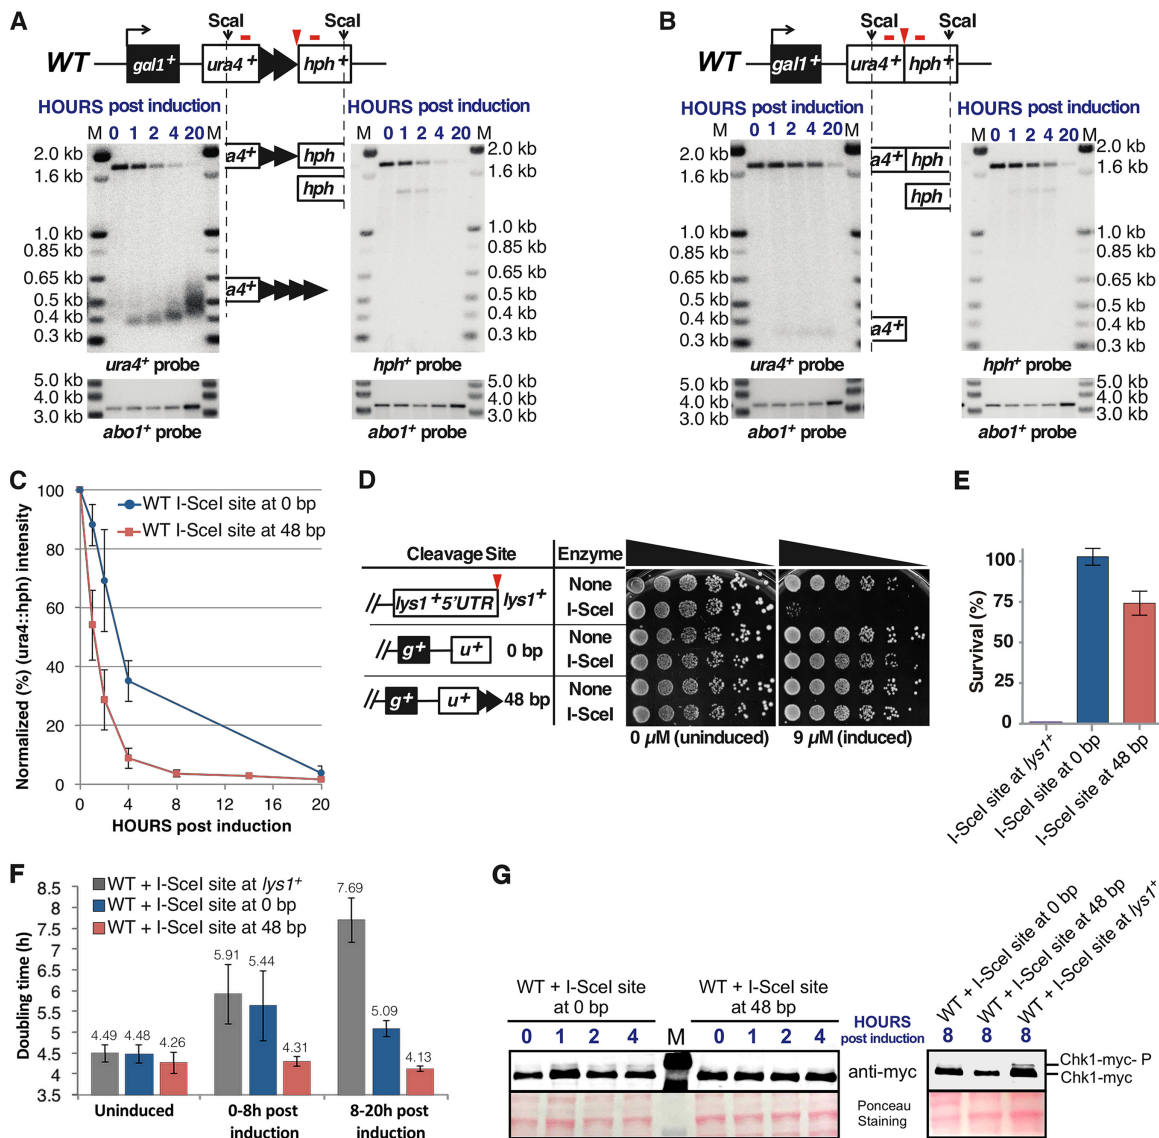 A
ScaI ScaI
WT gal1+ ura4+ hph+
HOURS post induction
HOURS post induction
M 0 1 2 4 20 M
M 0 1 2 4 20 M
2.0 kb
1.6 kb
1.0 kb
0.85 kb
0.65 kb
0.5 kb
0.4 kb
0.3 kb
a4+ hph
hph
a4+
2.0 kb
1.6 kb
1.0 kb
0.85 kb
0.65 kb
0.5 kb
0.4 kb
0.3 kb
ura4+ probe
hph+ probe
5.0 kb
4.0 kb
3.0 kb
5.0 kb
4.0 kb
3.0 kb
abo1+ probe
abo1+ probe
B
ScaI ScaI
WT gal1+ ura4+ hph+
HOURS post induction
HOURS post induction
M 0 1 2 4 20 M
M 0 1 2 4 20 M
2.0 kb
1.6 kb
1.0 kb
0.85 kb
0.65 kb
0.5 kb
0.4 kb
0.3 kb
a4+ hph
hph
a4+
2.0 kb
1.6 kb
1.0 kb
0.85 kb
0.65 kb
0.5 kb
0.4 kb
0.3 kb
ura4+ probe
hph+ probe
5.0 kb
4.0 kb
3.0 kb
5.0 kb
4.0 kb
3.0 kb
abo1+ probe
abo1+ probe
C
Normalized (%) (ura4::hph) intensity
100
80
60
40
20
0
WT I-SceI site at 0 bp
WT I-SceI site at 48 bp
0 4 8 12 16 20
HOURS post induction
D
Cleavage Site Enzyme
lys1+5'UTR lys1+
None
I-SceI
g+ u+ 0 bp
None
I-SceI
g+ u+ 48 bp
None
I-SceI
0 µM (uninduced) 9 µM (induced)
E
Survival (%)
100
75
50
25
0
I-SceI site at lys1+
I-SceI site at 0 bp
I-SceI site at 48 bp
F
Doubling time (h)
8.5
8
7.5
7
6.5
6
5.5
5
4.5
4
3.5
WT + I-SceI site at lys1+
WT + I-SceI site at 0 bp
WT + I-SceI site at 48 bp
4.49 4.48 4.26
5.91 5.44 4.31
7.69 5.09 4.13
Uninduced
0-8h post induction
8-20h post induction
G
WT + I-SceI site at 0 bp
WT + I-SceI site at 48 bp
0 1 2 4 M 0 1 2 4
HOURS post induction
WT + I-SceI site at 0 bp
WT + I-SceI site at 48 bp
WT + I-SceI site at lys1+
8 8 8
anti-myc
Chk1-myc- P
Chk1-myc
Ponceau Staining